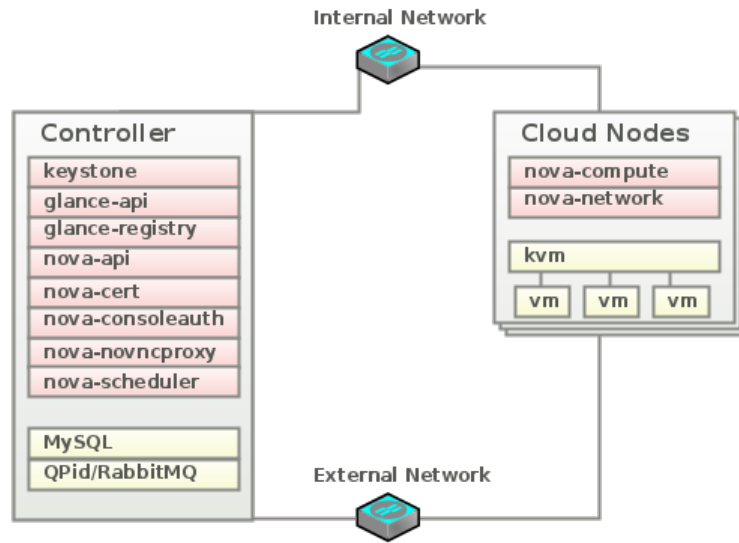 Internal Network
Controller
keystone
glance-api
glance-registry
nova-api
nova-cert
nova-consoleauth
nova-novncproxy
nova-scheduler
MySQL
QPid/RabbitMQ
Cloud Nodes
nova-compute
nova-network
kvm
vm vm vm
External Network